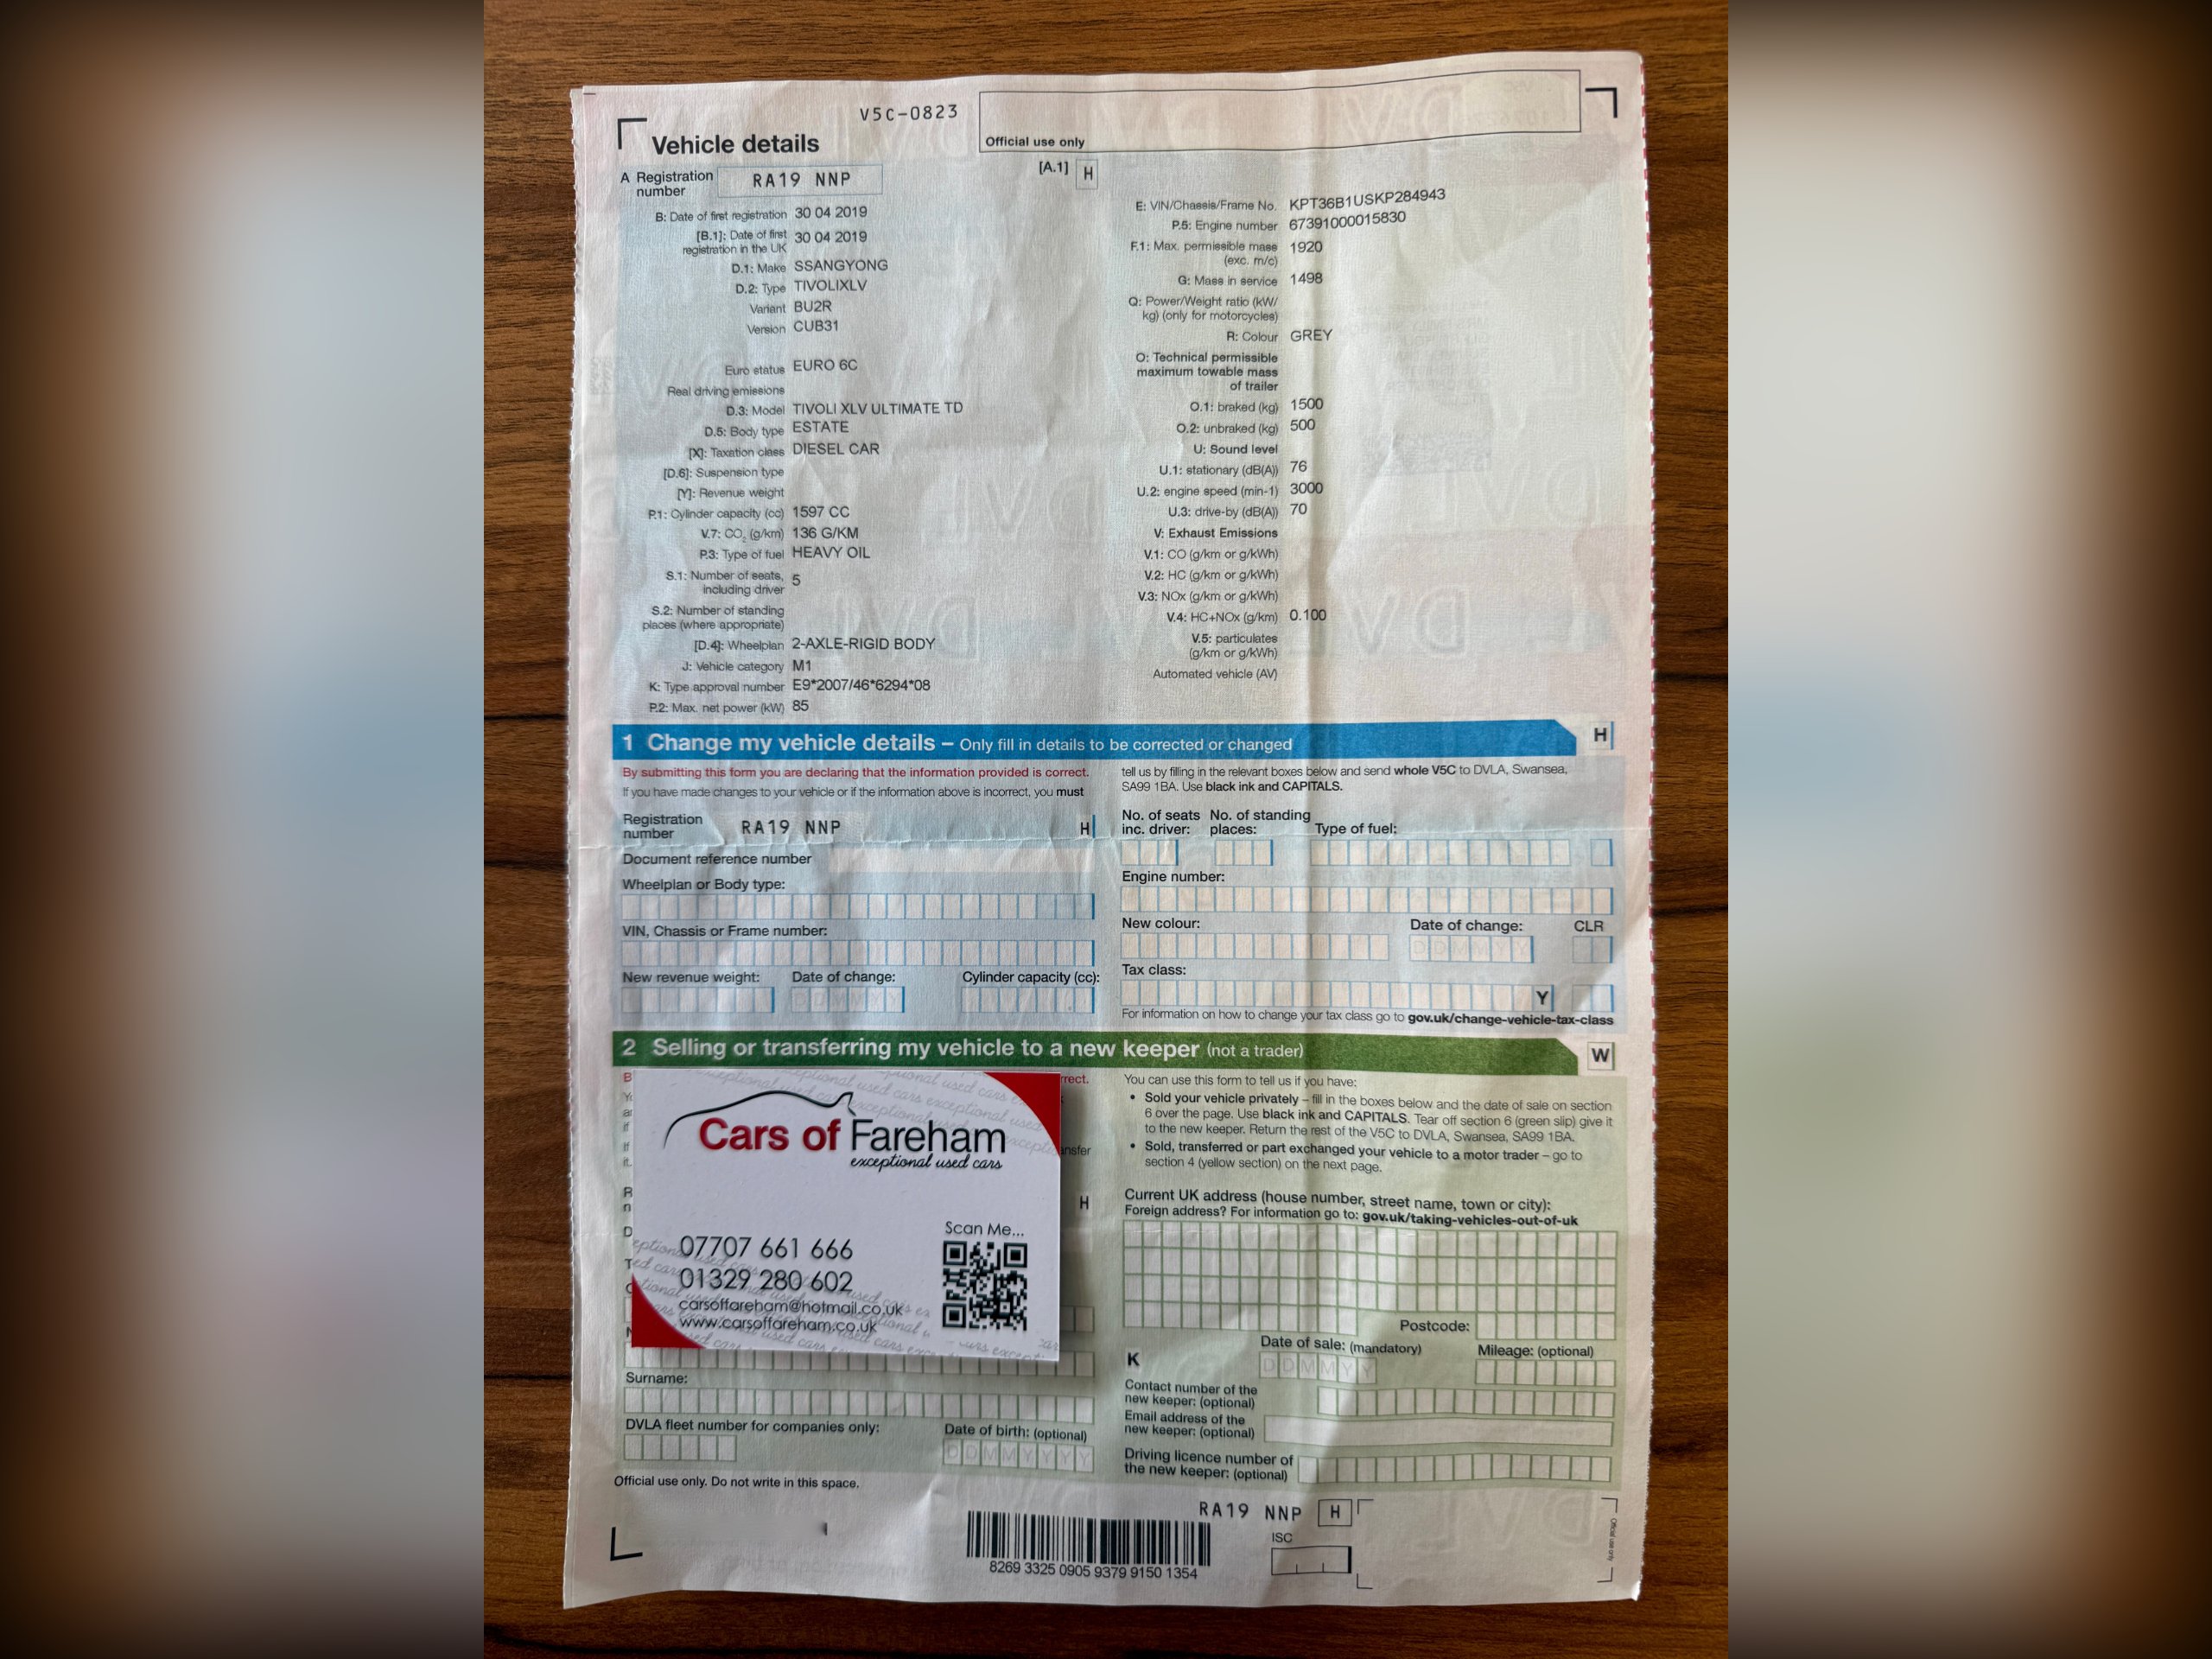 V5C-0823
Vehicle details
Official use only
A Registration number RA19 NNP
[A.1] H
B: Date of first registration 30 04 2019
[B.1]: Date of first registration in the UK 30 04 2019
D.1: Make SSANGYONG
D.2: Type TIVOLIXLV
Variant BU2R
Version CUB31
Euro status EURO 6C
Real driving emissions
D.3: Model TIVOLI XLV ULTIMATE TD
D.5: Body type ESTATE
[X]: Taxation class DIESEL CAR
[D.6]: Suspension type
[Y]: Revenue weight
P.1: Cylinder capacity (cc) 1597 CC
V.7: CO₂ (g/km) 136 G/KM
P.3: Type of fuel HEAVY OIL
S.1: Number of seats, including driver 5
S.2: Number of standing places (where appropriate)
[D.4]: Wheelplan 2-AXLE-RIGID BODY
J: Vehicle category M1
K: Type approval number E9*2007/46*6294*08
P.2: Max. net power (kW) 85
E: VIN/Chassis/Frame No. KPT36B1USKP284943
P.5: Engine number 67391000015830
F.1: Max. permissible mass (exc. m/c) 1920
G: Mass in service 1498
Q: Power/Weight ratio (kW/kg) (only for motorcycles)
R: Colour GREY
O: Technical permissible maximum towable mass of trailer
O.1: braked (kg) 1500
O.2: unbraked (kg) 500
U: Sound level
U.1: stationary (dB(A)) 76
U.2: engine speed (min-1) 3000
U.3: drive-by (dB(A)) 70
V: Exhaust Emissions
V.1: CO (g/km or g/kWh)
V.2: HC (g/km or g/kWh)
V.3: NOx (g/km or g/kWh)
V.4: HC+NOx (g/km) 0.100
V.5: particulates (g/km or g/kWh)
Automated vehicle (AV)
1 Change my vehicle details – Only fill in details to be corrected or changed H
By submitting this form you are declaring that the information provided is correct.
If you have made changes to your vehicle or if the information above is incorrect, you must
tell us by filling in the relevant boxes below and send whole V5C to DVLA, Swansea,
SA99 1BA. Use black ink and CAPITALS.
Registration number RA19 NNP H
Document reference number
Wheelplan or Body type:
VIN, Chassis or Frame number:
New revenue weight: Date of change: Cylinder capacity (cc):
DDMMYY
No. of seats inc. driver: No. of standing places: Type of fuel:
Engine number:
New colour: Date of change: CLR
DDMMYY
Tax class:
Y
For information on how to change your tax class go to gov.uk/change-vehicle-tax-class
2 Selling or transferring my vehicle to a new keeper (not a trader) W
Cars of Fareham
exceptional used cars
Scan Me...
07707 661 666
01329 280 602
carsoffareham@hotmail.co.uk
www.carsoffareham.co.uk
H
Surname:
DVLA fleet number for companies only: Date of birth: (optional)
DDMMYYYY
You can use this form to tell us if you have:
• Sold your vehicle privately – fill in the boxes below and the date of sale on section
6 over the page. Use black ink and CAPITALS. Tear off section 6 (green slip) give it
to the new keeper. Return the rest of the V5C to DVLA, Swansea, SA99 1BA.
• Sold, transferred or part exchanged your vehicle to a motor trader – go to
section 4 (yellow section) on the next page.
Current UK address (house number, street name, town or city):
Foreign address? For information go to: gov.uk/taking-vehicles-out-of-uk
Postcode:
K
Date of sale: (mandatory) Mileage: (optional)
DDMMYY
Contact number of the new keeper: (optional)
Email address of the new keeper: (optional)
Driving licence number of the new keeper: (optional)
Official use only. Do not write in this space.
RA19 NNP H
ISC
8269 3325 0905 9379 9150 1354
Official use only